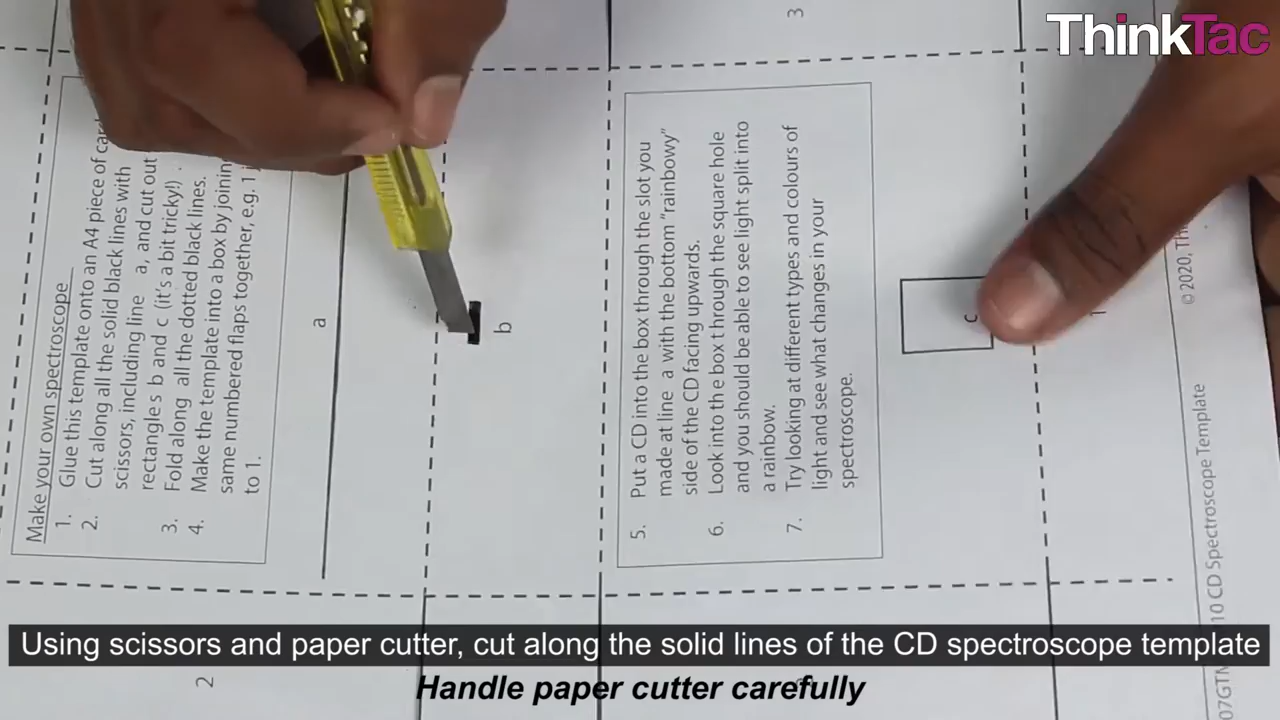 ThinkTac
3
Make your own spectroscope
1. Glue this template onto an A4 piece of
2. Cut along all the solid black lines with
scissors, including line a, and cut out
rectangles b and c (it's a bit tricky!)
3. Fold along all the dotted black lines.
4. Make the template into a box by
same numbered flaps together, e.g. 1
to 1.
a
b
5. Put a CD into the box through the slot you
made at line a with the bottom "rainbowy"
side of the CD facing upwards.
6. Look into the box through the square hole
and you should be able to see light split into
a rainbow.
7. Try looking at different types and colours of
light and see what changes in your
spectroscope.
c
© 2020,
10 CD Spectroscope Template
2
Using scissors and paper cutter, cut along the solid lines of the CD spectroscope template
Handle paper cutter carefully